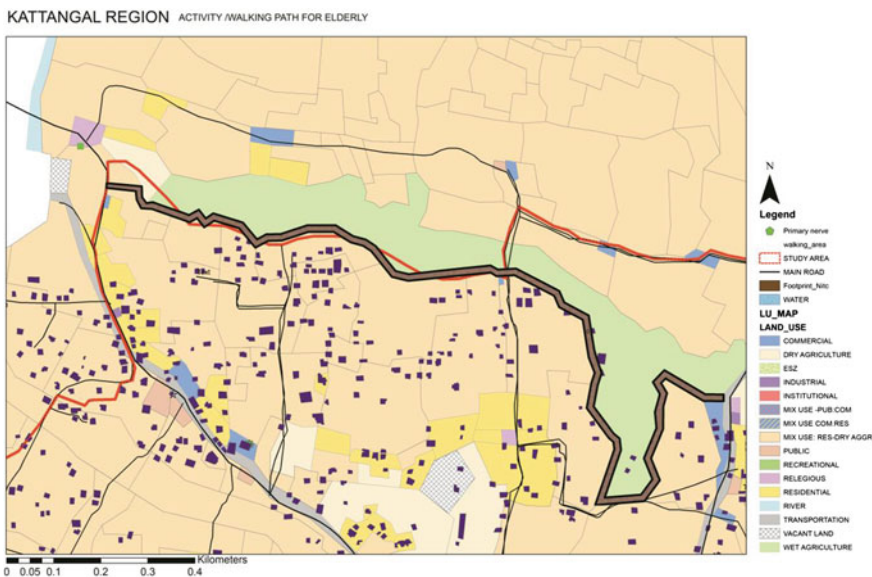 KATTANGAL REGION ACTIVITY /WALKING PATH FOR ELDERLY
N
Legend
Primary nerve
walking_area
STUDY AREA
MAIN ROAD
Footprint_Nitc
WATER
LU_MAP
LAND_USE
COMMERCIAL
DRY AGRICULTURE
ESZ
INDUSTRIAL
INSTITUTIONAL
MIX USE -PUB:COM
MIX USE COM:RES
MIX USE: RES-DRY AGGR
PUBLIC
RECREATIONAL
RELEGIOUS
RESIDENTIAL
RIVER
TRANSPORTATION
VACANT LAND
WET AGRICULTURE
Kilometers
0 0.05 0.1 0.2 0.3 0.4